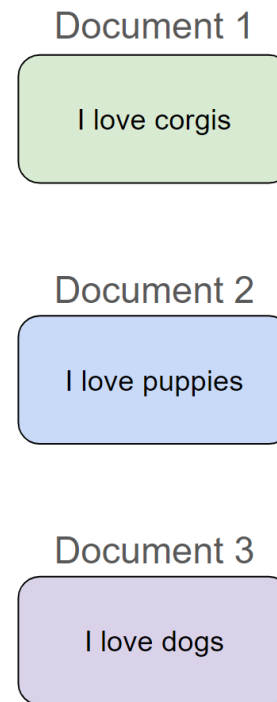 Document 1
I love corgis
Document 2
I love puppies
Document 3
I love dogs